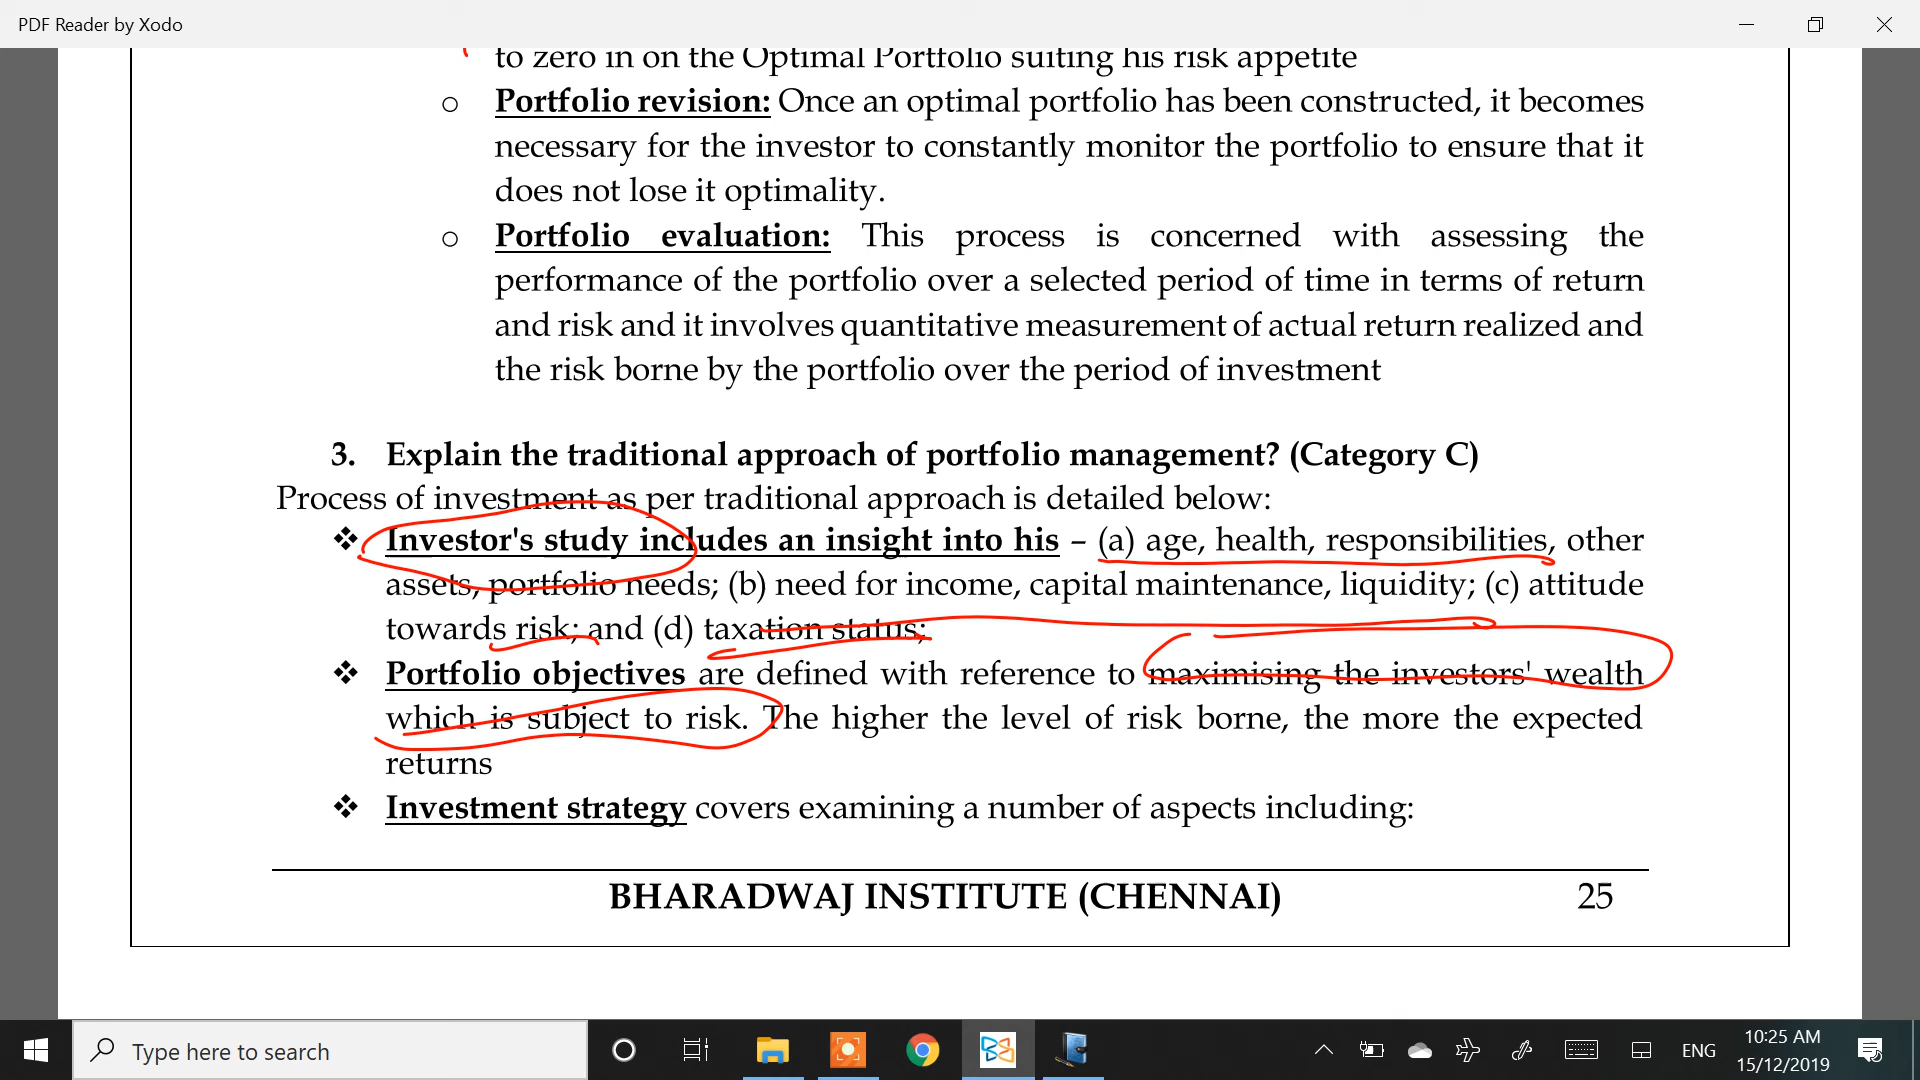 PDF Reader by Xodo
to zero in on the Optimal Portfolio suiting his risk appetite
o Portfolio revision: Once an optimal portfolio has been constructed, it becomes
necessary for the investor to constantly monitor the portfolio to ensure that it
does not lose it optimality.
o Portfolio evaluation: This process is concerned with assessing the
performance of the portfolio over a selected period of time in terms of return
and risk and it involves quantitative measurement of actual return realized and
the risk borne by the portfolio over the period of investment
3. Explain the traditional approach of portfolio management? (Category C)
Process of investment as per traditional approach is detailed below:
❖ Investor's study includes an insight into his – (a) age, health, responsibilities, other
assets, portfolio needs; (b) need for income, capital maintenance, liquidity; (c) attitude
towards risk; and (d) taxation status;
❖ Portfolio objectives are defined with reference to maximising the investors' wealth
which is subject to risk. The higher the level of risk borne, the more the expected
returns
❖ Investment strategy covers examining a number of aspects including:
BHARADWAJ INSTITUTE (CHENNAI) 25
Type here to search
ENG
10:25 AM
15/12/2019